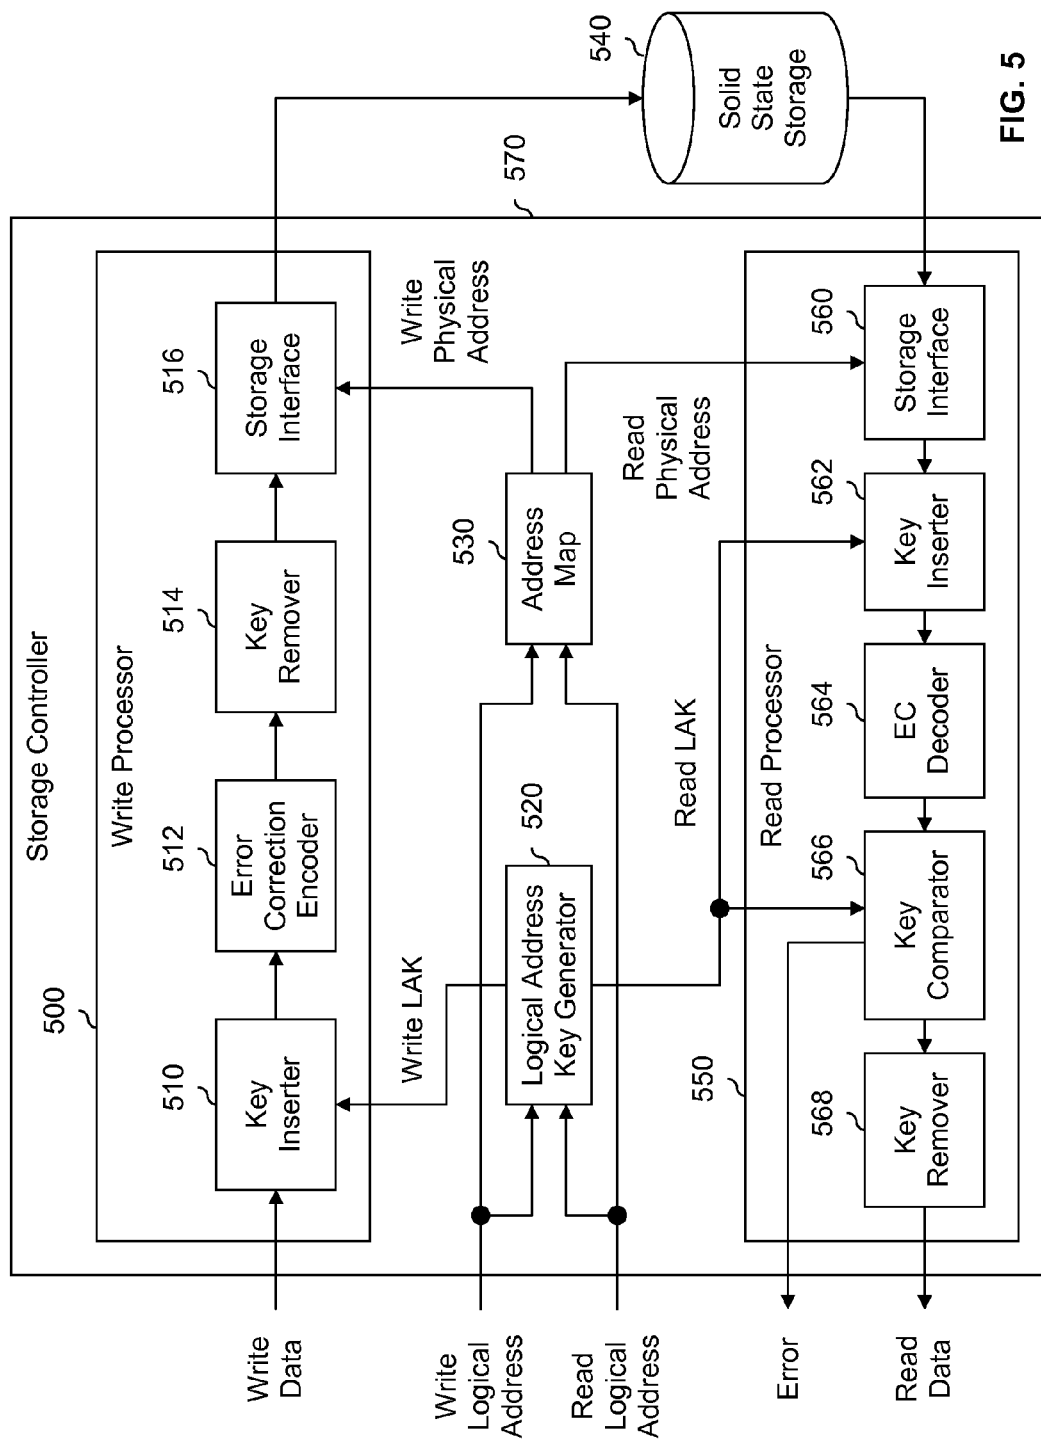 Storage Controller
570
500
Write Processor
510
Key
Inserter
512
Error
Correction
Encoder
514
Key
Remover
516
Storage
Interface
Write
Data
Write LAK
Write
Physical
Address
540
Solid
State
Storage
Write
Logical
Address
Read
Logical
Address
520
Logical Address
Key Generator
530
Address
Map
Read LAK
Read
Physical
Address
550
Read Processor
Error
Read
Data
568
Key
Remover
566
Key
Comparator
564
EC
Decoder
562
Key
Inserter
560
Storage
Interface
FIG. 5